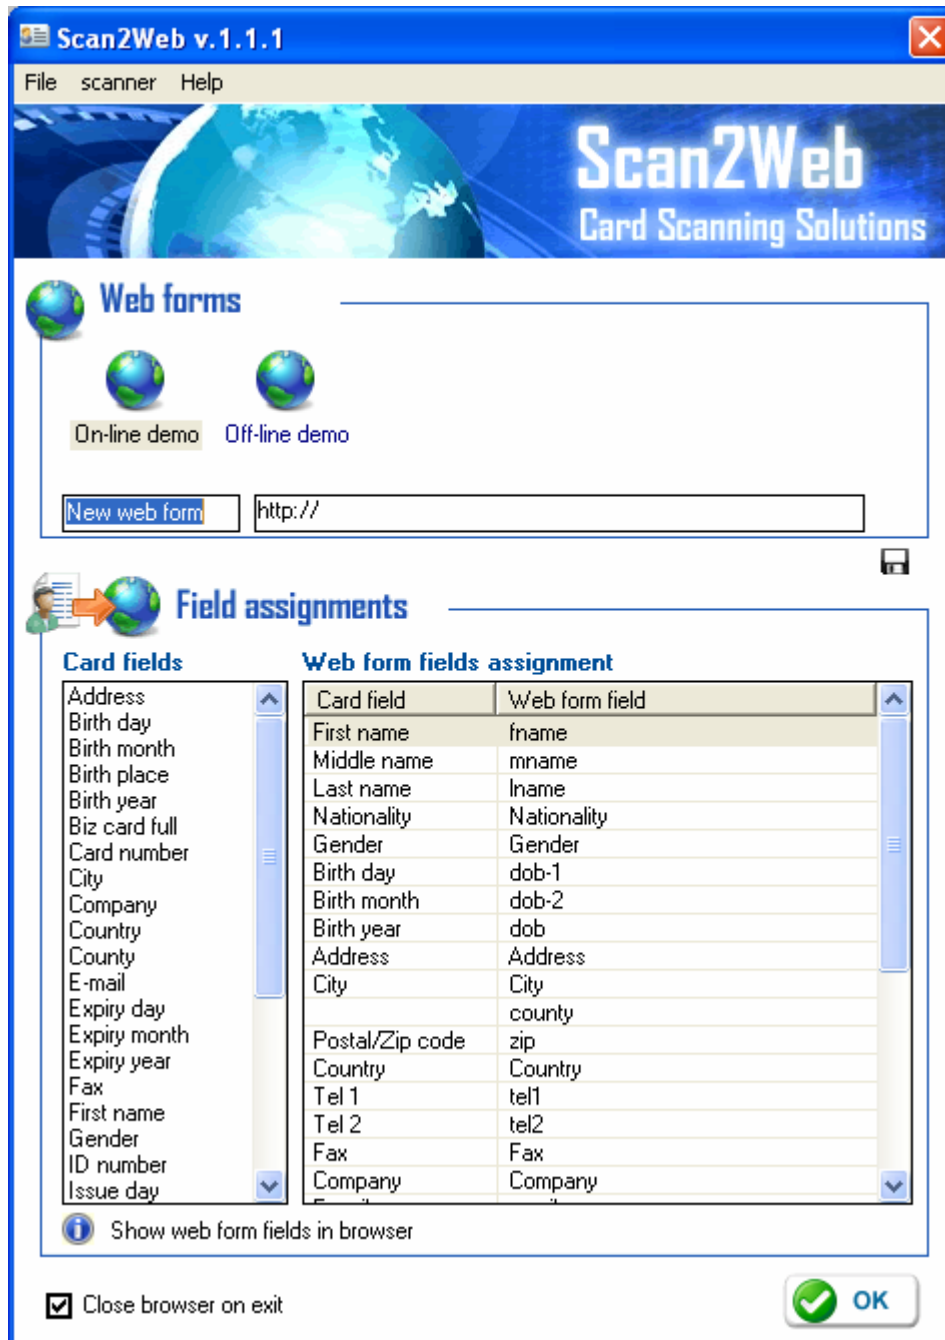 Scan2Web v.1.1.1
File scanner Help
Scan2Web
Card Scanning Solutions
Web forms
On-line demo Off-line demo
New web form http://
Field assignments
Card fields
Address
Birth day
Birth month
Birth place
Birth year
Biz card full
Card number
City
Company
Country
County
E-mail
Expiry day
Expiry month
Expiry year
Fax
First name
Gender
ID number
Issue day
Web form fields assignment
Card field Web form field
First name fname
Middle name mname
Last name lname
Nationality Nationality
Gender Gender
Birth day dob-1
Birth month dob-2
Birth year dob
Address Address
City City
county
Postal/Zip code zip
Country Country
Tel 1 tel1
Tel 2 tel2
Fax Fax
Company Company
Show web form fields in browser
Close browser on exit
OK